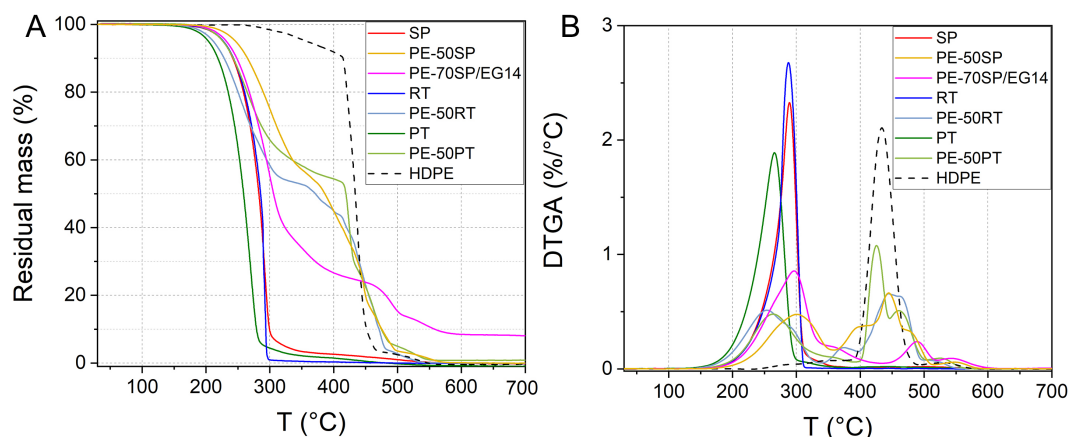 A
100
80
60
40
20
0
Residual mass (%)
100
200
300
400
500
600
700
T (°C)
SP
PE-50SP
PE-70SP/EG14
RT
PE-50RT
PT
PE-50PT
HDPE
B
3
2
1
0
DTGA (%/°C)
100
200
300
400
500
600
700
T (°C)
SP
PE-50SP
PE-70SP/EG14
RT
PE-50RT
PT
PE-50PT
HDPE